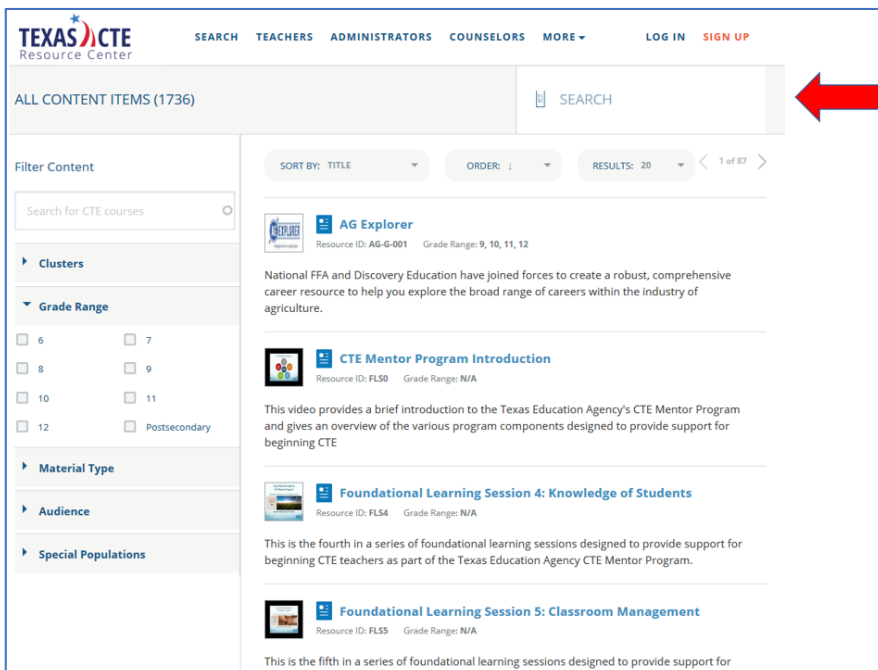 TEXAS CTE
Resource Center
SEARCH TEACHERS ADMINISTRATORS COUNSELORS MORE LOG IN SIGN UP
ALL CONTENT ITEMS (1736)
SEARCH
Filter Content
Search for CTE courses
Clusters
Grade Range
6 7
8 9
10 11
12 Postsecondary
Material Type
Audience
Special Populations
SORT BY: TITLE ORDER: ↓ RESULTS: 20 1 of 87
AG Explorer
Resource ID: AG-G-001 Grade Range: 9, 10, 11, 12
National FFA and Discovery Education have joined forces to create a robust, comprehensive
career resource to help you explore the broad range of careers within the industry of
agriculture.
CTE Mentor Program Introduction
Resource ID: FLS0 Grade Range: N/A
This video provides a brief introduction to the Texas Education Agency's CTE Mentor Program
and gives an overview of the various program components designed to provide support for
beginning CTE
Foundational Learning Session 4: Knowledge of Students
Resource ID: FLS4 Grade Range: N/A
This is the fourth in a series of foundational learning sessions designed to provide support for
beginning CTE teachers as part of the Texas Education Agency CTE Mentor Program.
Foundational Learning Session 5: Classroom Management
Resource ID: FLS5 Grade Range: N/A
This is the fifth in a series of foundational learning sessions designed to provide support for